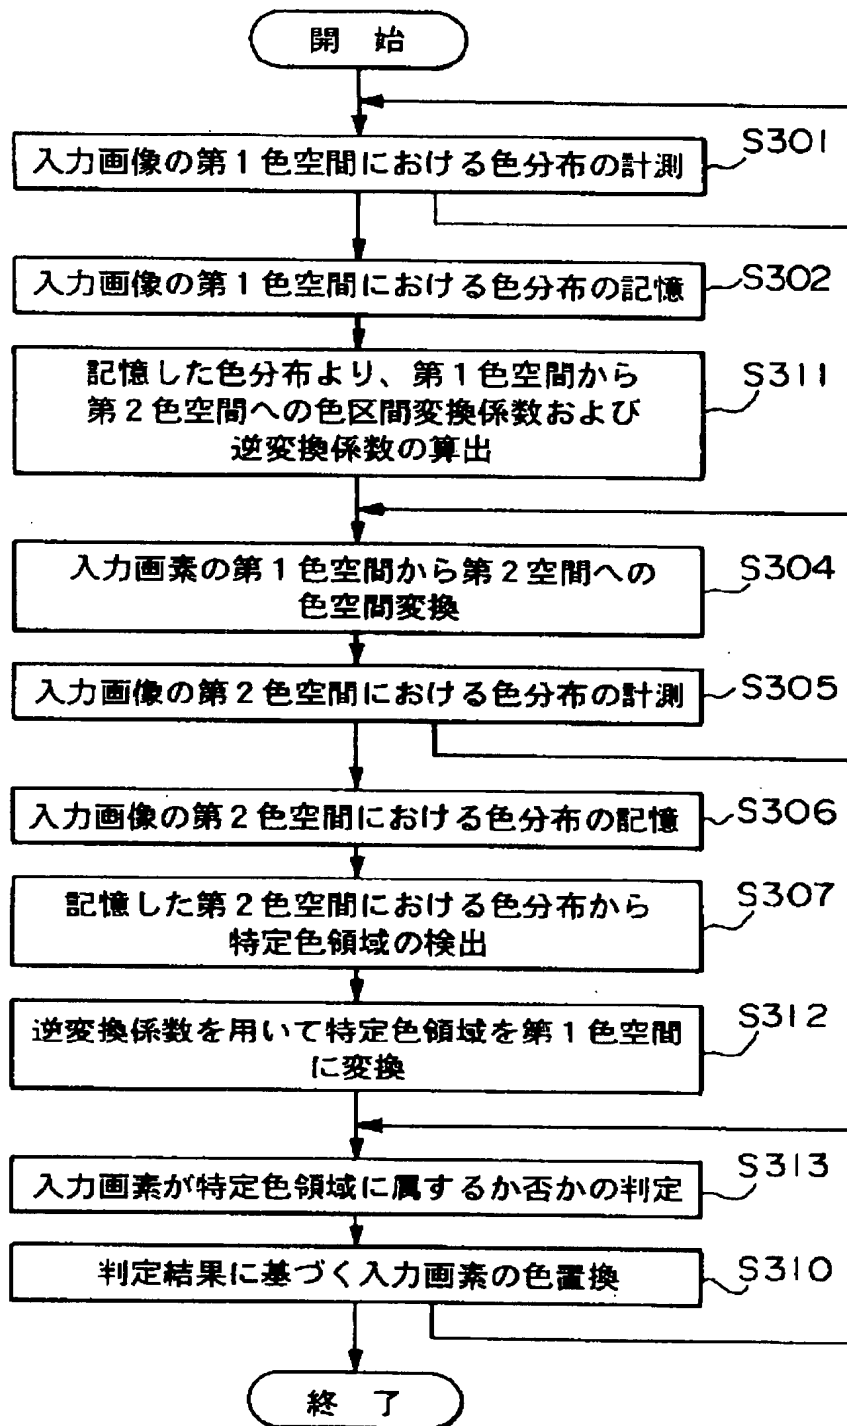 開 始
入力画像の第1色空間における色分布の計測
S301
入力画像の第1色空間における色分布の記憶
S302
記憶した色分布より、第1色空間から
第2色空間への色区間変換係数および
逆変換係数の算出
S311
入力画素の第1色空間から第2空間への
色空間変換
S304
入力画像の第2色空間における色分布の計測
S305
入力画像の第2色空間における色分布の記憶
S306
記憶した第2色空間における色分布から
特定色領域の検出
S307
逆変換係数を用いて特定色領域を第1色空間
に変換
S312
入力画素が特定色領域に属するか否かの判定
S313
判定結果に基づく入力画素の色置換
S310
終 了